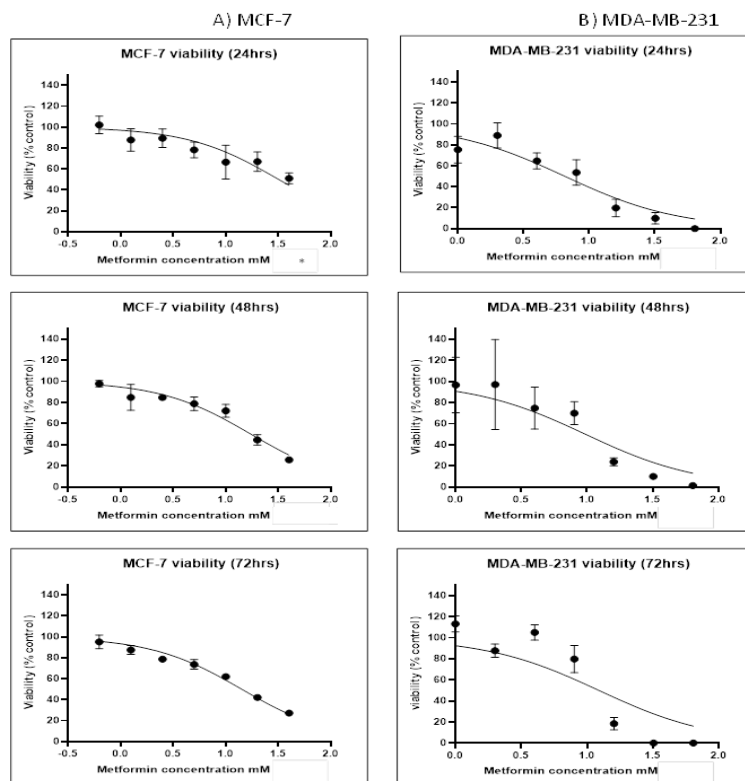 A) MCF-7
B) MDA-MB-231
MCF-7 viability (24hrs)
Viability (% control)
140
120
100
80
60
40
20
0
-0.5 0.0 0.5 1.0 1.5 2.0
Metformin concentration mM
MDA-MB-231 viability (24hrs)
Viability (% control)
140
120
100
80
60
40
20
0
0.0 0.5 1.0 1.5 2.0
Metformin concentration mM
MCF-7 viability (48hrs)
Viability (% control)
140
120
100
80
60
40
20
0
-0.5 0.0 0.5 1.0 1.5 2.0
Metformin concentration mM
MDA-MB-231 viability (48hrs)
Viability (% control)
140
120
100
80
60
40
20
0
0.0 0.5 1.0 1.5 2.0
Metformin concentration mM
MCF-7 viability (72hrs)
Viability (% control)
140
120
100
80
60
40
20
0
-0.5 0.0 0.5 1.0 1.5 2.0
Metformin concentration mM
MDA-MB-231 viability (72hrs)
viability (% control)
140
120
100
80
60
40
20
0
0.0 0.5 1.0 1.5 2.0
Metformin concentration mM